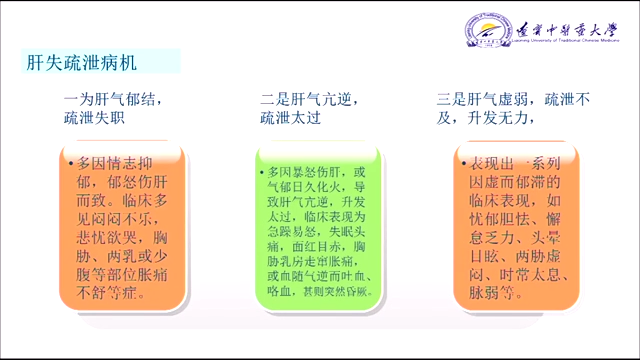 辽宁中医药大学
Liaoning University of Traditional Chinese Medicine
肝失疏泄病机
一为肝气郁结，
疏泄失职
二是肝气亢逆，
疏泄太过
三是肝气虚弱，疏泄不
及，升发无力，
•多因情志抑
郁，郁怒伤肝
而致。临床多
见闷闷不乐，
悲忧欲哭，胸
胁、两乳或少
腹等部位胀痛
不舒等症。
•多因暴怒伤肝，或
气郁日久化火，导
致肝气亢逆，升发
太过，临床表现为
急躁易怒，失眠头
痛，面红目赤，胸
胁乳房走窜胀痛，
或血随气逆而吐血、
咯血，甚则突然昏厥。
•表现出一系列
因虚而郁滞的
临床表现，如
忧郁胆怯、懈
怠乏力、头晕
目眩、两胁虚
闷、时常太息、
脉弱等。